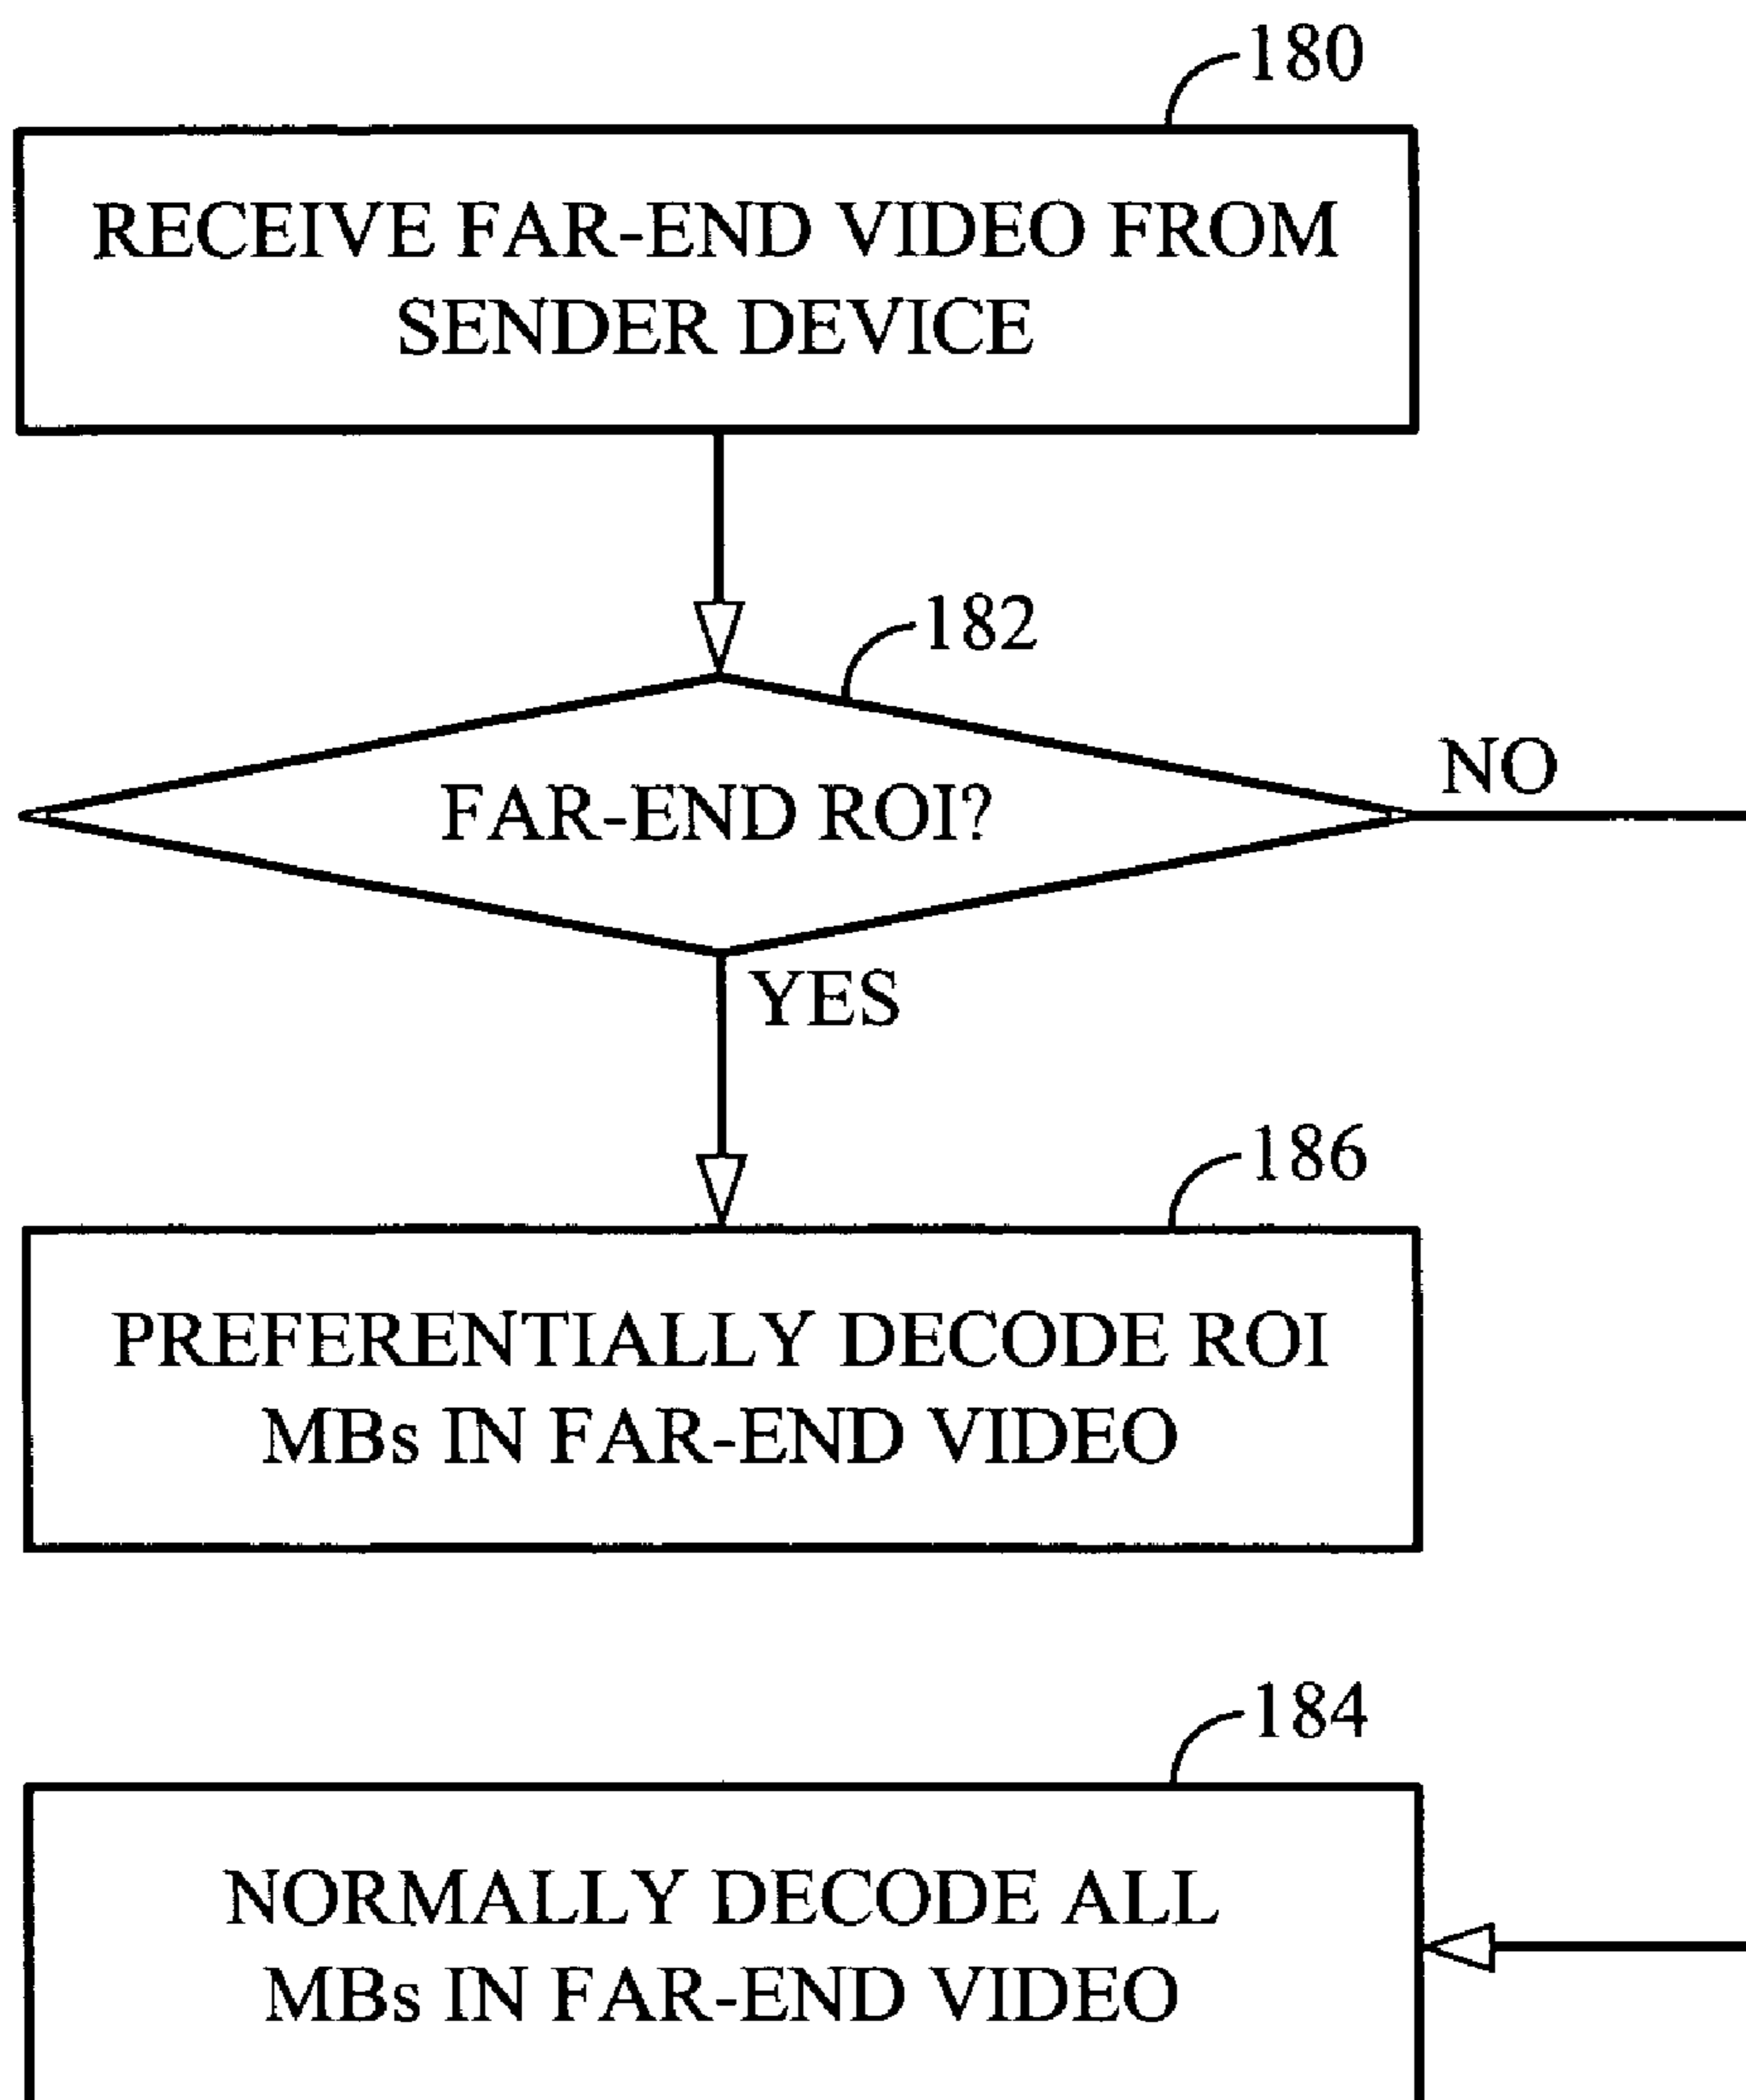 180
RECEIVE FAR-END VIDEO FROM
SENDER DEVICE
182
FAR-END ROI?
NO
YES
186
PREFERENTIALLY DECODE ROI
MBs IN FAR-END VIDEO
184
NORMALLY DECODE ALL
MBs IN FAR-END VIDEO